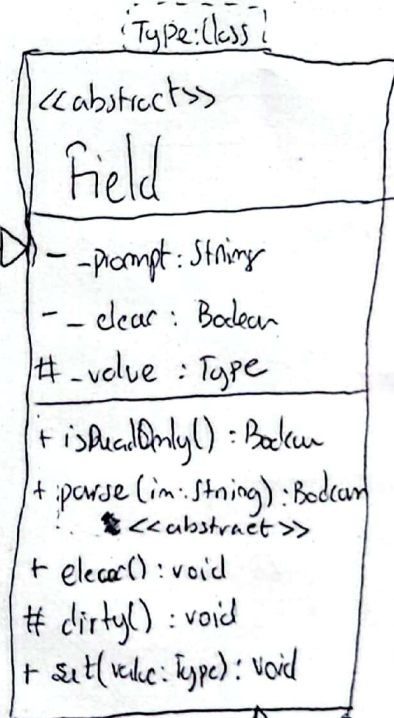 Type:Class
<<abstract>>
Field
- _prompt: String
- _clear : Boolean
# _value : Type
+ isReadOnly() : Boolean
+ parse(in: String) : Boolean
<<abstract>>
+ clear() : void
# dirty() : void
+ set(value: Type) : void